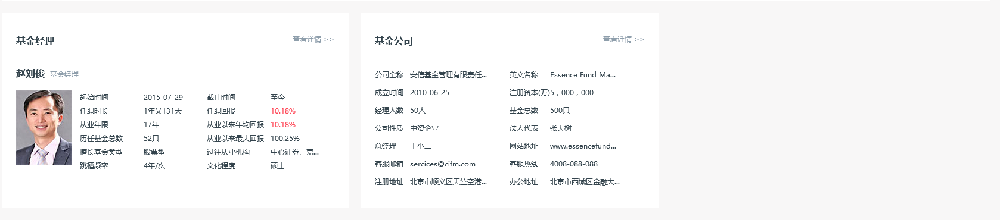 基金经理 查看详情 >>
赵刘俊 基金经理
起始时间 2015-07-29 截止时间 至今
任职时长 1年又131天 任职回报 10.18%
从业年限 17年 从业以来年均回报 10.18%
历任基金总数 52只 从业以来最大回报 100.25%
擅长基金类型 股票型 过往从业机构 中心证券、嘉...
跳槽频率 4年/次 文化程度 硕士
基金公司 查看详情 >>
公司全称 安信基金管理有限责任... 英文名称 Essence Fund Ma...
成立时间 2010-06-25 注册资本(万)5，000，000
经理人数 50人 基金总数 500只
公司性质 中资企业 法人代表 张大树
总经理 王小二 网站地址 www.essencefund...
客服邮箱 sercices@cifm.com 客服热线 4008-088-088
注册地址 北京市顺义区天竺空港... 办公地址 北京市西城区金融大...